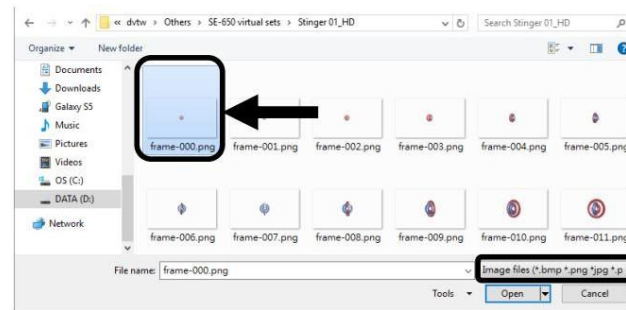 « dvtw › Others › SE-650 virtual sets › Stinger 01_HD
Search Stinger 01_HD
Organize
New folder
Documents
Downloads
Galaxy S5
Music
Pictures
Videos
OS (C:)
DATA (D:)
Network
frame-000.png
frame-001.png
frame-002.png
frame-003.png
frame-004.png
frame-005.png
frame-006.png
frame-007.png
frame-008.png
frame-009.png
frame-010.png
frame-011.png
File name: frame-000.png
Image files (*.bmp *.png *jpg *.p
Tools
Open
Cancel